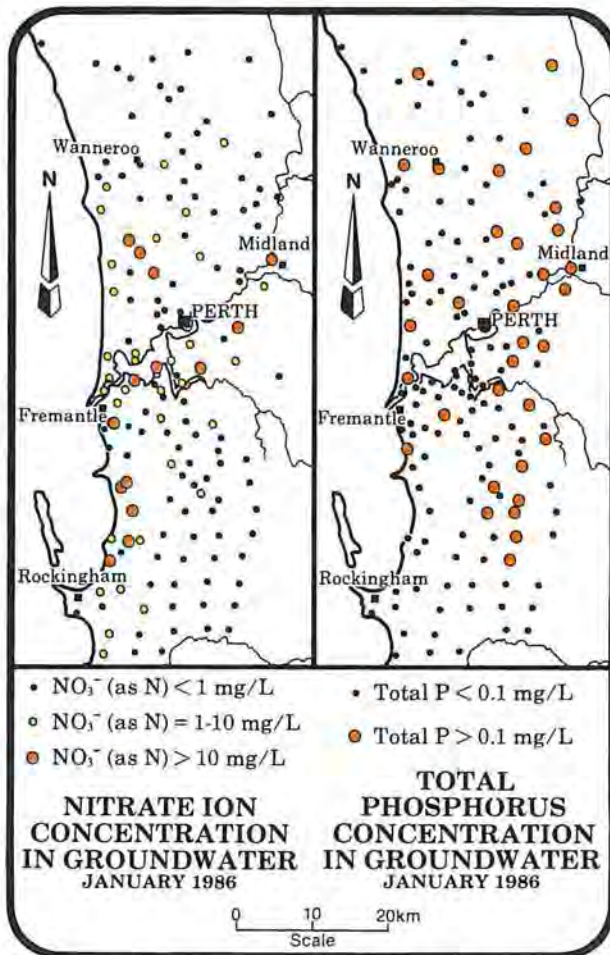 Wanneroo
N
Midland
PERTH
Fremantle
Rockingham
• NO₃⁻ (as N) < 1 mg/L
○ NO₃⁻ (as N) = 1-10 mg/L
● NO₃⁻ (as N) > 10 mg/L
NITRATE ION
CONCENTRATION
IN GROUNDWATER
JANUARY 1986
Wanneroo
N
Midland
PERTH
Fremantle
Rockingham
• Total P < 0.1 mg/L
● Total P > 0.1 mg/L
TOTAL
PHOSPHORUS
CONCENTRATION
IN GROUNDWATER
JANUARY 1986
0 10 20km
Scale